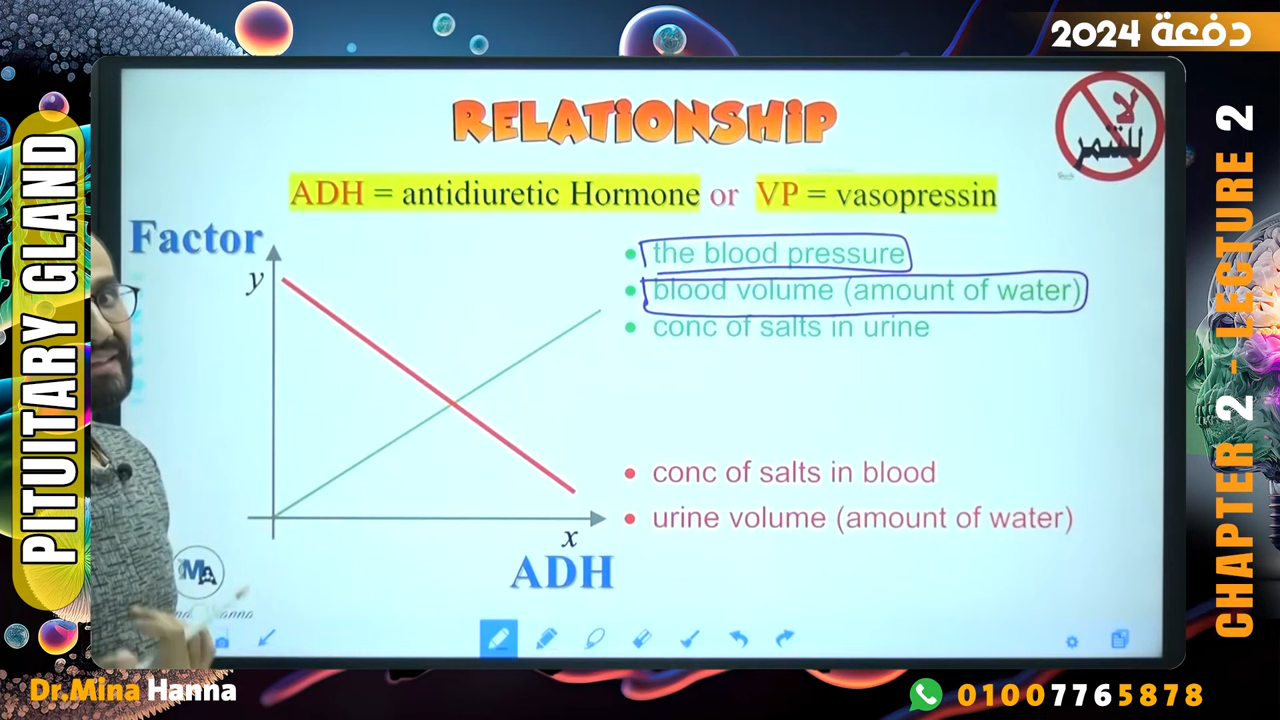 دفعة 2024
PITUITARY GLAND
RELATIONSHIP
لا
للتنمر
ADH = antidiuretic Hormone or VP = vasopressin
Factor
y
• the blood pressure
• blood volume (amount of water)
• conc of salts in urine
• conc of salts in blood
• urine volume (amount of water)
x
ADH
MA
CHAPTER 2 - LECTURE 2
Dr.Mina Hanna
01007765878